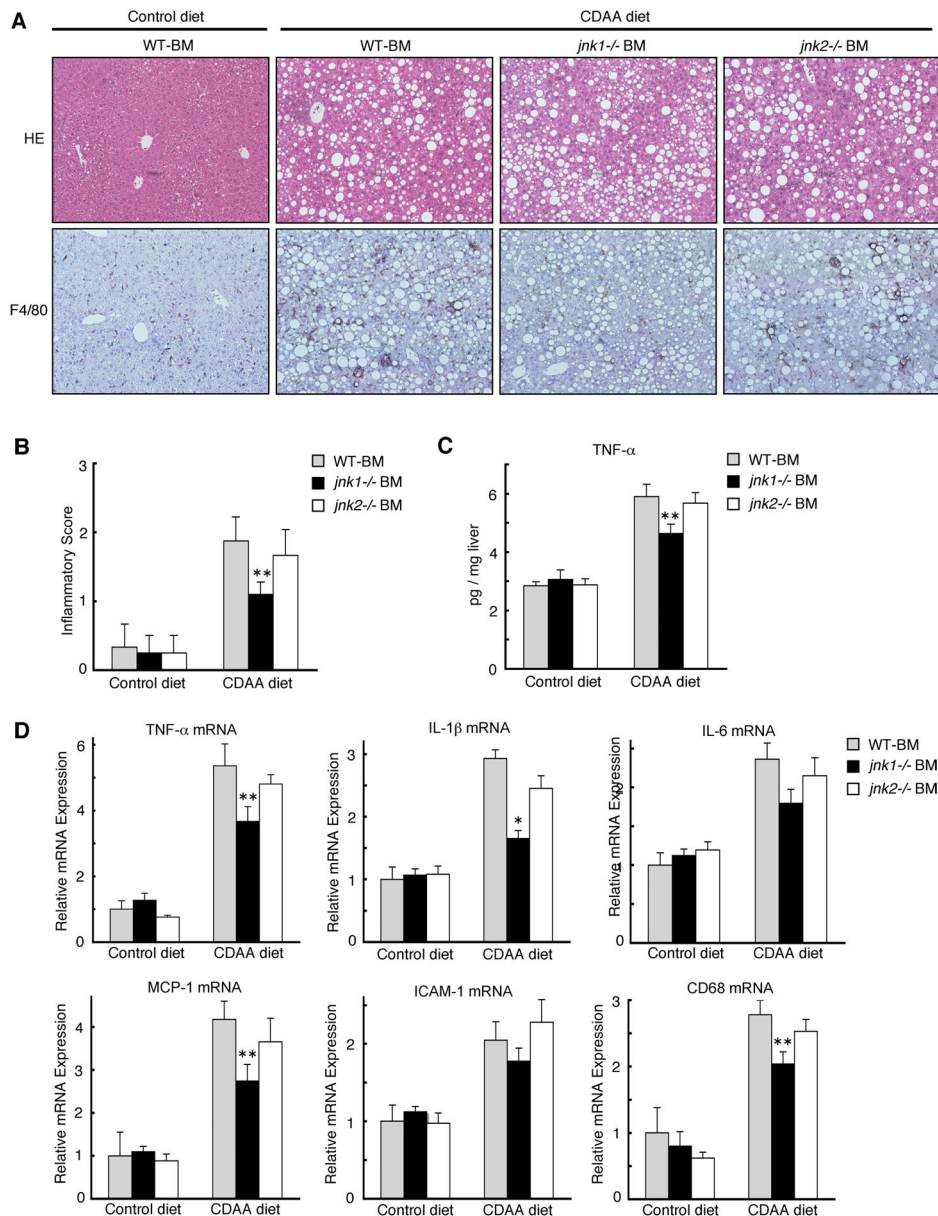 A
Control diet
CDAA diet
WT-BM
WT-BM
jnk1-/- BM
jnk2-/- BM
HE
F4/80
B
Inflammatory Score
3
2
1
0
**
Control diet
CDAA diet
WT-BM
jnk1-/- BM
jnk2-/- BM
C
TNF-α
pg / mg liver
6
4
2
0
**
Control diet
CDAA diet
WT-BM
jnk1-/- BM
jnk2-/- BM
D
TNF-α mRNA
Relative mRNA Expression
6
4
2
0
**
Control diet
CDAA diet
IL-1β mRNA
Relative mRNA Expression
3
2
1
0
*
Control diet
CDAA diet
IL-6 mRNA
Relative mRNA Expression
2
1
0
Control diet
CDAA diet
WT-BM
jnk1-/- BM
jnk2-/- BM
MCP-1 mRNA
Relative mRNA Expression
4
3
2
1
0
**
Control diet
CDAA diet
ICAM-1 mRNA
Relative mRNA Expression
2
1
0
Control diet
CDAA diet
CD68 mRNA
Relative mRNA Expression
3
2
1
0
**
Control diet
CDAA diet